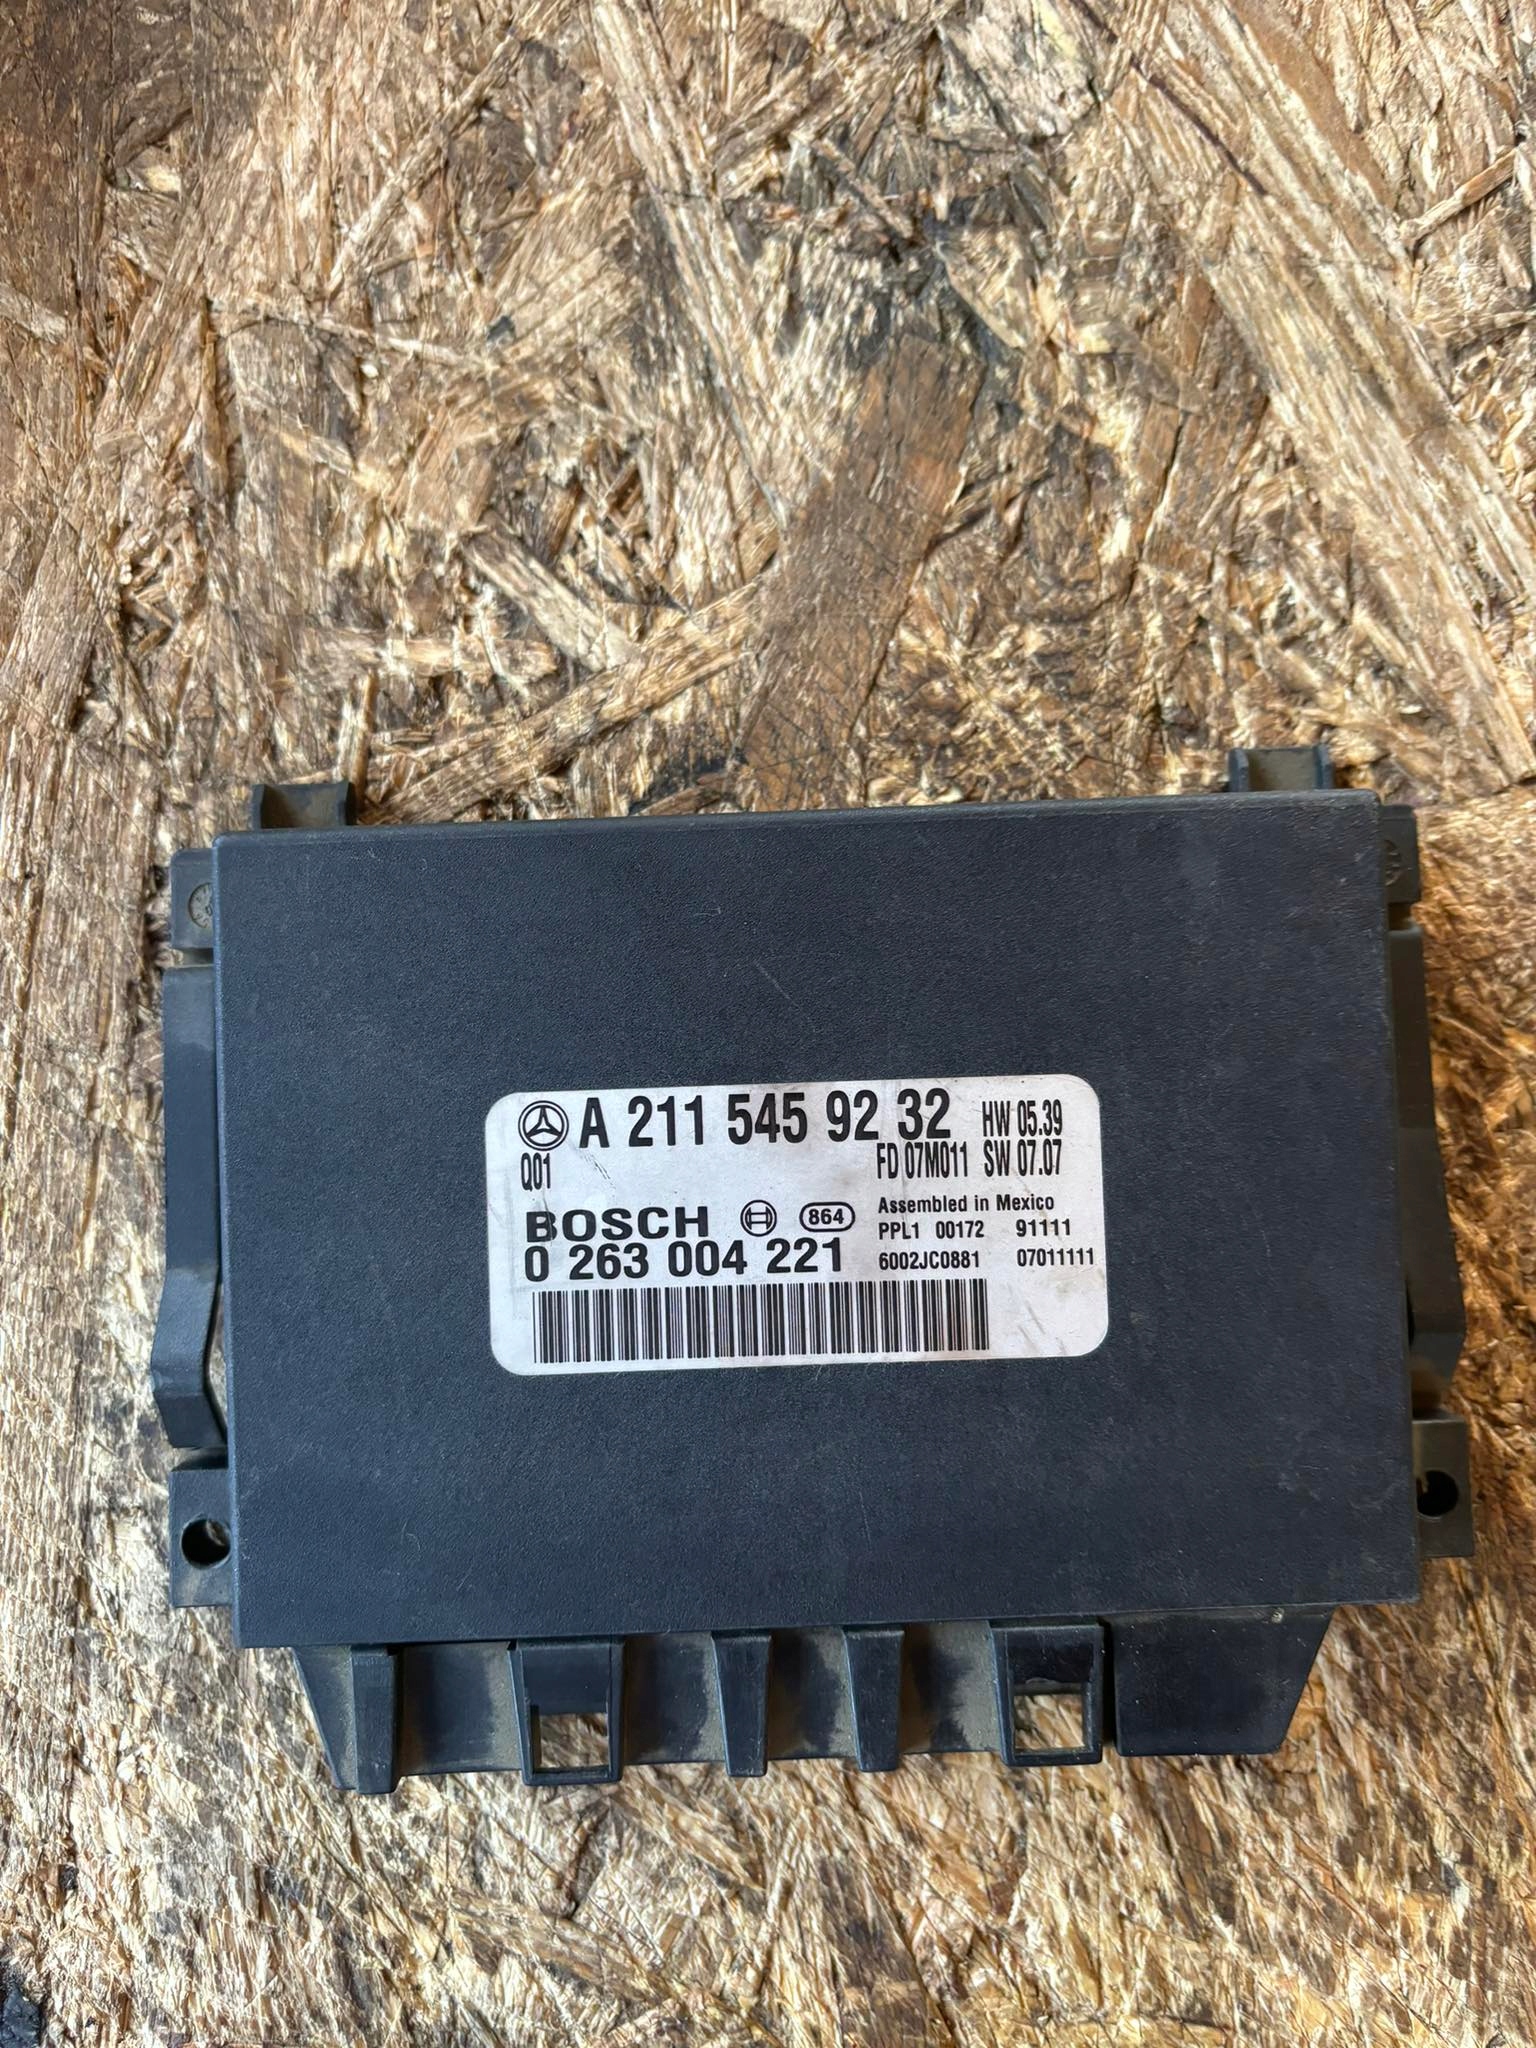 A 211 545 92 32 HW 05.39
Q01 FD 07M011 SW 07.07
BOSCH 864 Assembled in Mexico
PPL1 00172 91111
0 263 004 221 6002JC0881 07011111